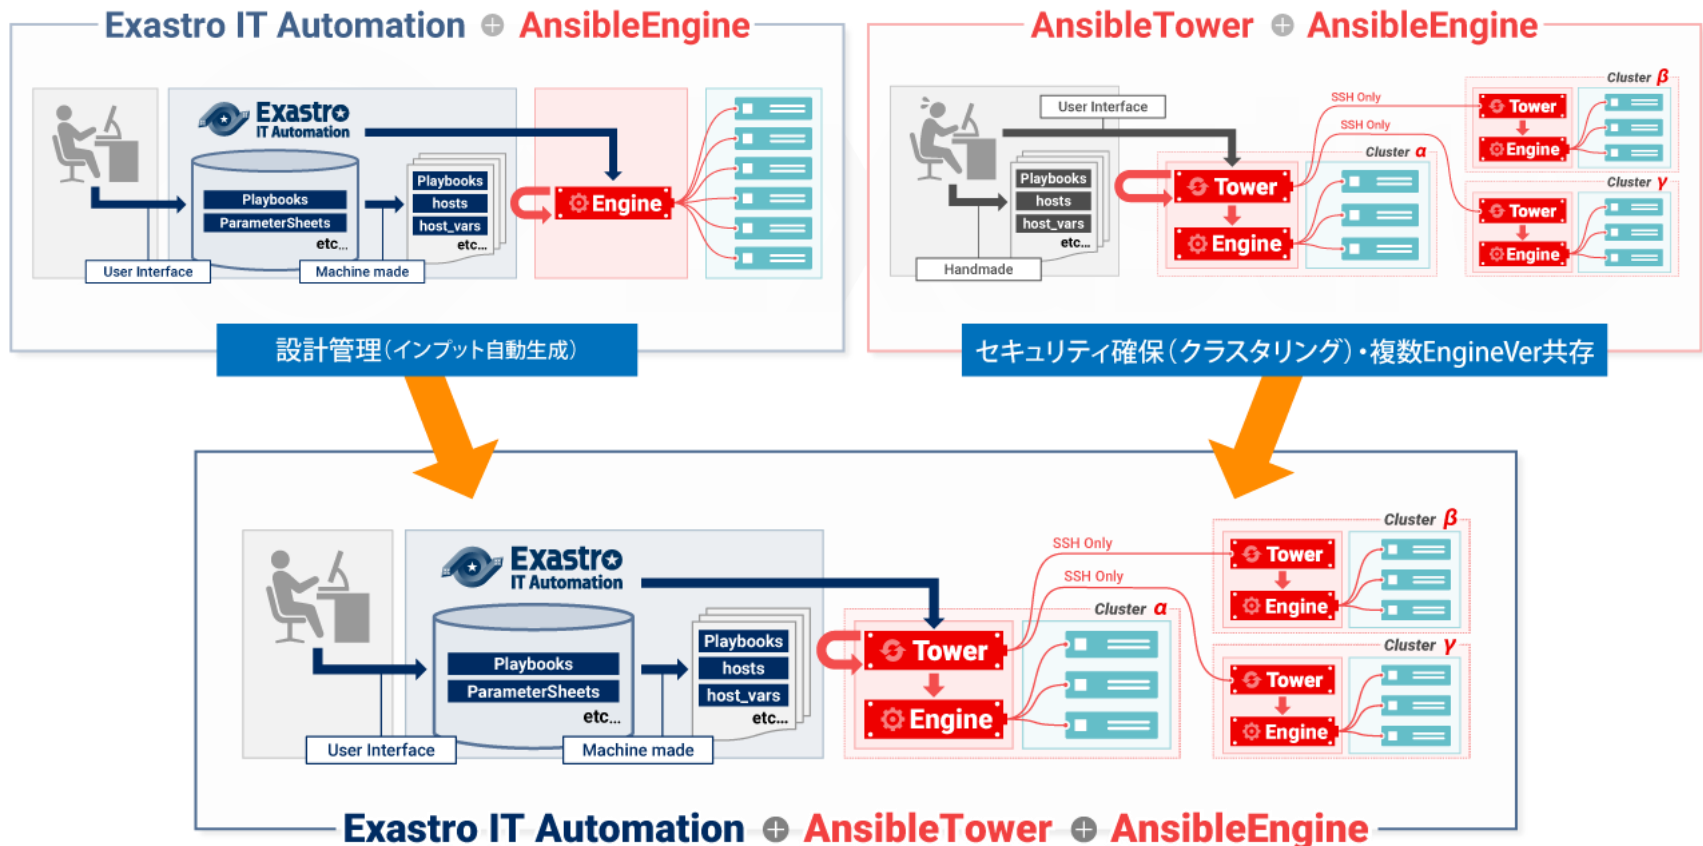 Exastro IT Automation + AnsibleEngine
Exastro
IT Automation
Playbooks
ParameterSheets
etc...
Playbooks
hosts
host_vars
etc...
User Interface
Machine made
Engine
設計管理(インプット自動生成)
AnsibleTower + AnsibleEngine
User Interface
Playbooks
hosts
host_vars
etc...
Handmade
SSH Only
SSH Only
Cluster α
Tower
Engine
Cluster β
Tower
Engine
Cluster γ
Tower
Engine
セキュリティ確保(クラスタリング)・複数EngineVer共存
Exastro
IT Automation
Playbooks
ParameterSheets
etc...
Playbooks
hosts
host_vars
etc...
User Interface
Machine made
SSH Only
SSH Only
Cluster α
Tower
Engine
Cluster β
Tower
Engine
Cluster γ
Tower
Engine
Exastro IT Automation + AnsibleTower + AnsibleEngine